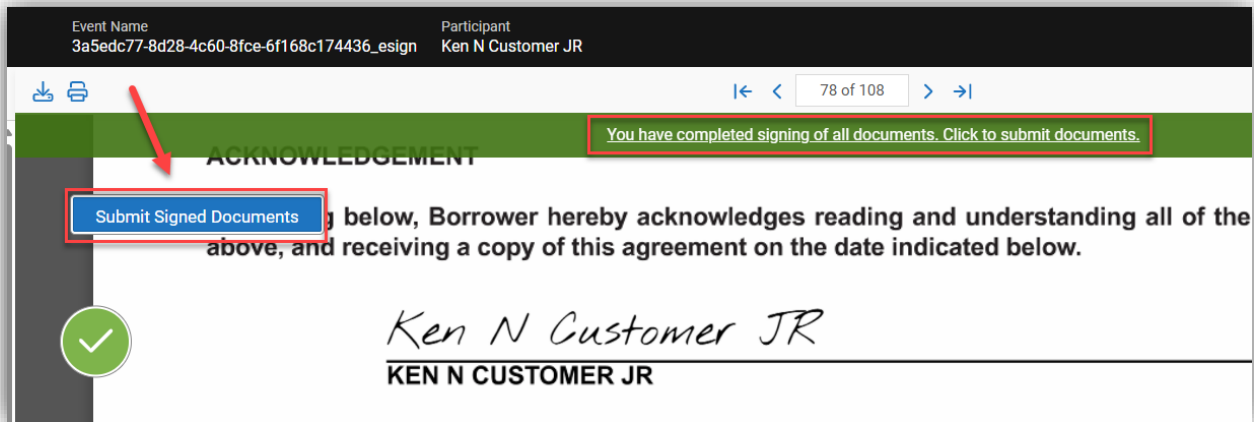 Event Name
3a5edc77-8d28-4c60-8fce-6f168c174436_esign
Participant
Ken N Customer JR
78 of 108
You have completed signing of all documents. Click to submit documents.
ACKNOWLEDGEMENT
Submit Signed Documents
g below, Borrower hereby acknowledges reading and understanding all of the
above, and receiving a copy of this agreement on the date indicated below.
Ken N Customer JR
KEN N CUSTOMER JR